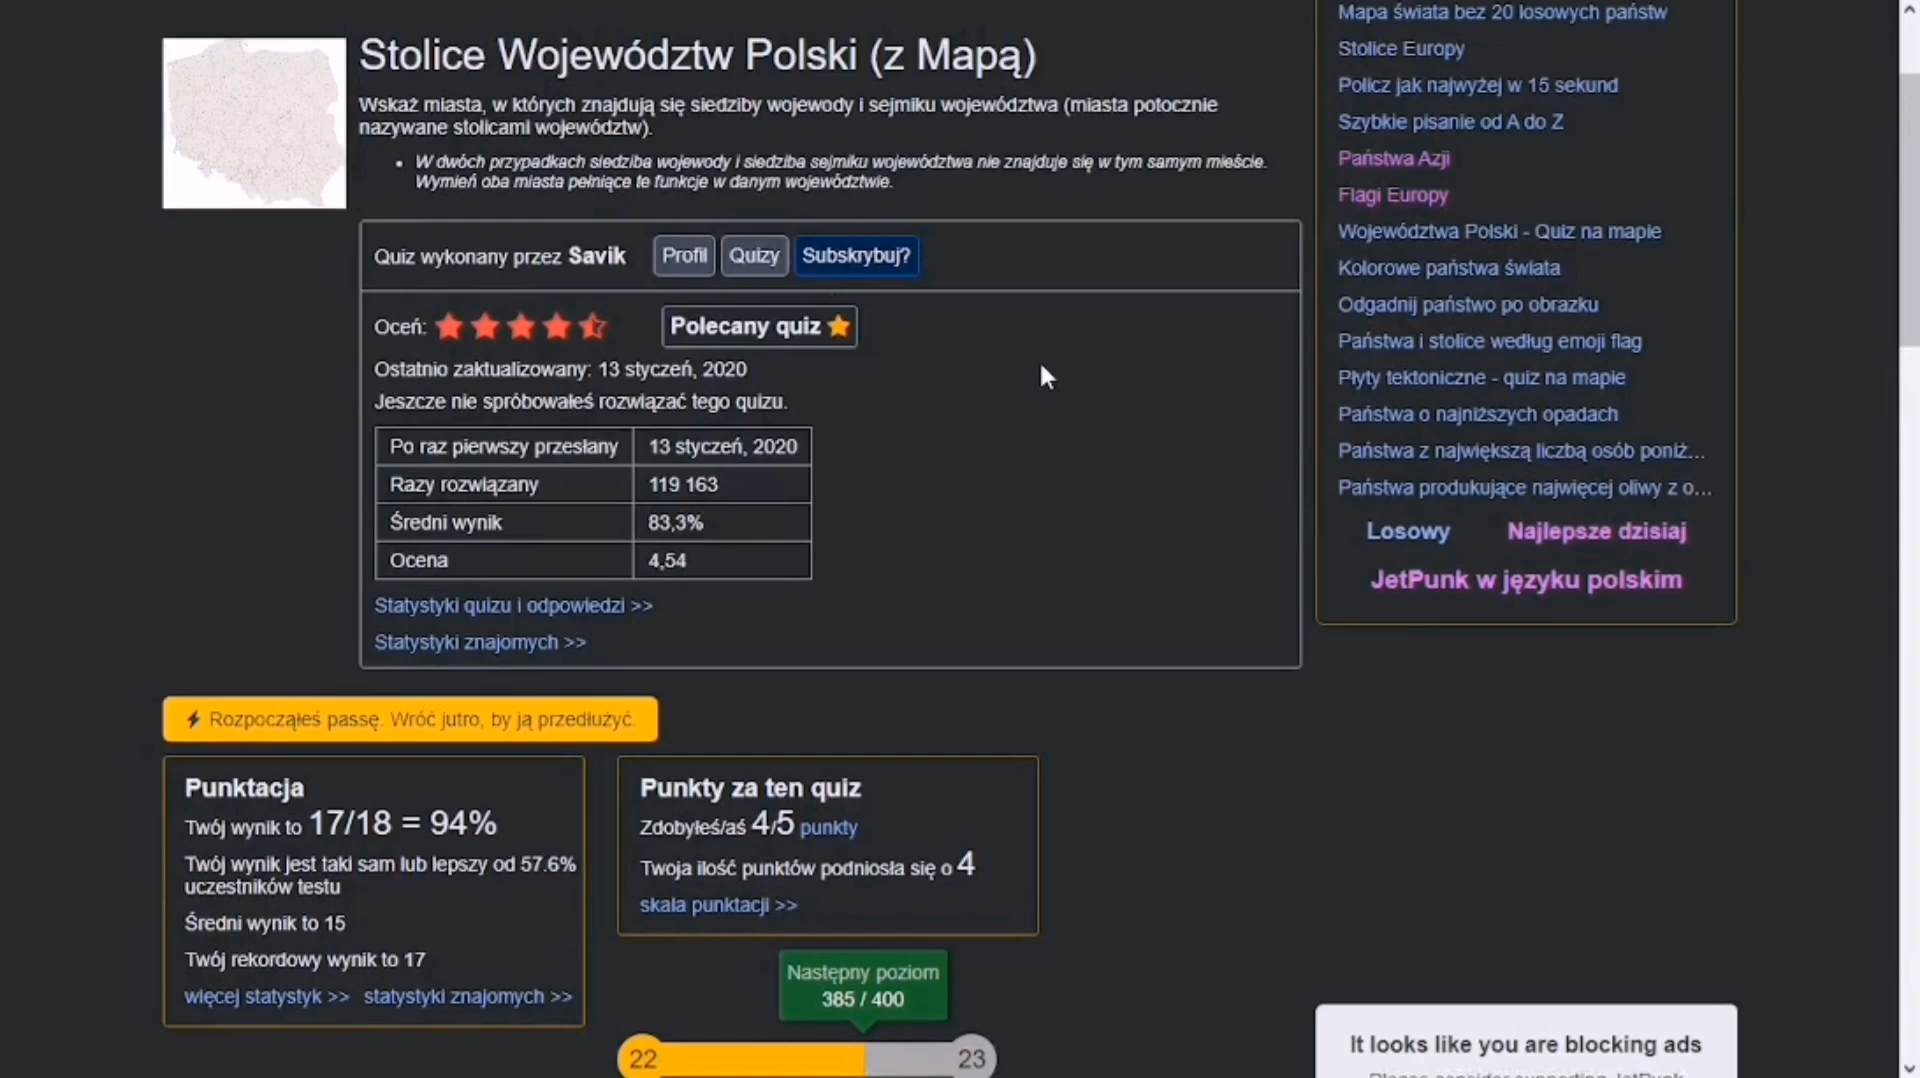 Stolice Województw Polski (z Mapą)
Wskaż miasta, w których znajdują się siedziby wojewody i sejmiku województwa (miasta potocznie
nazywane stolicami województw).
• W dwóch przypadkach siedziba wojewody i siedziba sejmiku województwa nie znajduje się w tym samym mieście.
Wymień oba miasta pełniące te funkcje w danym województwie.
Quiz wykonany przez Savik Profil Quizy Subskrybuj?
Oceń: Polecany quiz
Ostatnio zaktualizowany: 13 styczeń, 2020
Jeszcze nie spróbowałeś rozwiązać tego quizu.
Po raz pierwszy przesłany 13 styczeń, 2020
Razy rozwiązany 119 163
Średni wynik 83,3%
Ocena 4,54
Statystyki quizu i odpowiedzi >>
Statystyki znajomych >>
Rozpocząłeś passę. Wróć jutro, by ją przedłużyć.
Punktacja
Twój wynik to 17/18 = 94%
Twój wynik jest taki sam lub lepszy od 57.6%
uczestników testu
Średni wynik to 15
Twój rekordowy wynik to 17
więcej statystyk >> statystyki znajomych >>
Punkty za ten quiz
Zdobyłeś/aś 4/5 punkty
Twoja ilość punktów podniosła się o 4
skala punktacji >>
Następny poziom
385 / 400
22 23
Mapa świata bez 20 losowych państw
Stolice Europy
Policz jak najwyżej w 15 sekund
Szybkie pisanie od A do Z
Państwa Azji
Flagi Europy
Województwa Polski - Quiz na mapie
Kolorowe państwa świata
Odgadnij państwo po obrazku
Państwa i stolice według emoji flag
Płyty tektoniczne - quiz na mapie
Państwa o najniższych opadach
Państwa z największą liczbą osób poniż...
Państwa produkujące najwięcej oliwy z o...
Losowy Najlepsze dzisiaj
JetPunk w języku polskim
It looks like you are blocking ads